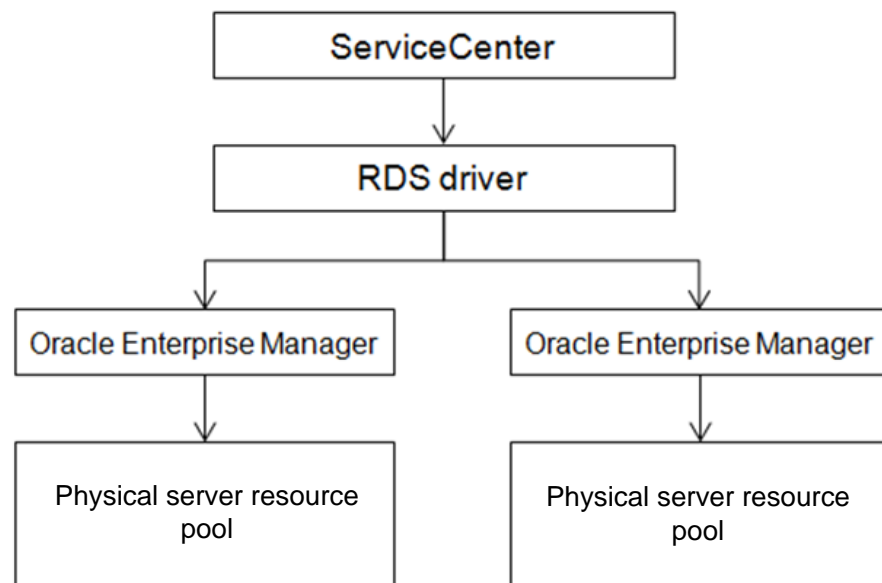 ServiceCenter
RDS driver
Oracle Enterprise Manager
Oracle Enterprise Manager
Physical server resource
pool
Physical server resource
pool